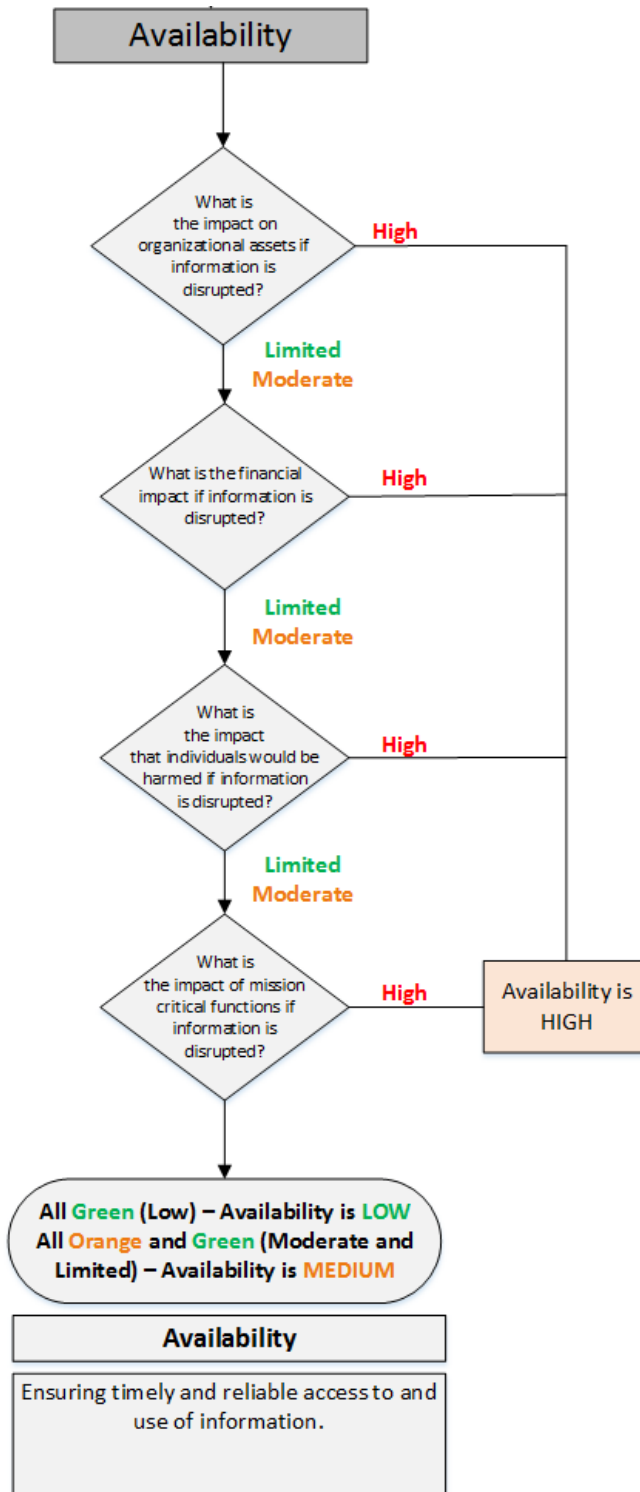 Availability
What is
the impact on
organizational assets if
information is
disrupted?
High
Limited
Moderate
What is the financial
impact if information is
disrupted?
High
Limited
Moderate
What is
the impact
that individuals would be
harmed if information
is disrupted?
High
Limited
Moderate
What is
the impact of mission
critical functions if
information is
disrupted?
High
Availability is
HIGH
All Green (Low) – Availability is LOW
All Orange and Green (Moderate and
Limited) – Availability is MEDIUM
Availability
Ensuring timely and reliable access to and
use of information.